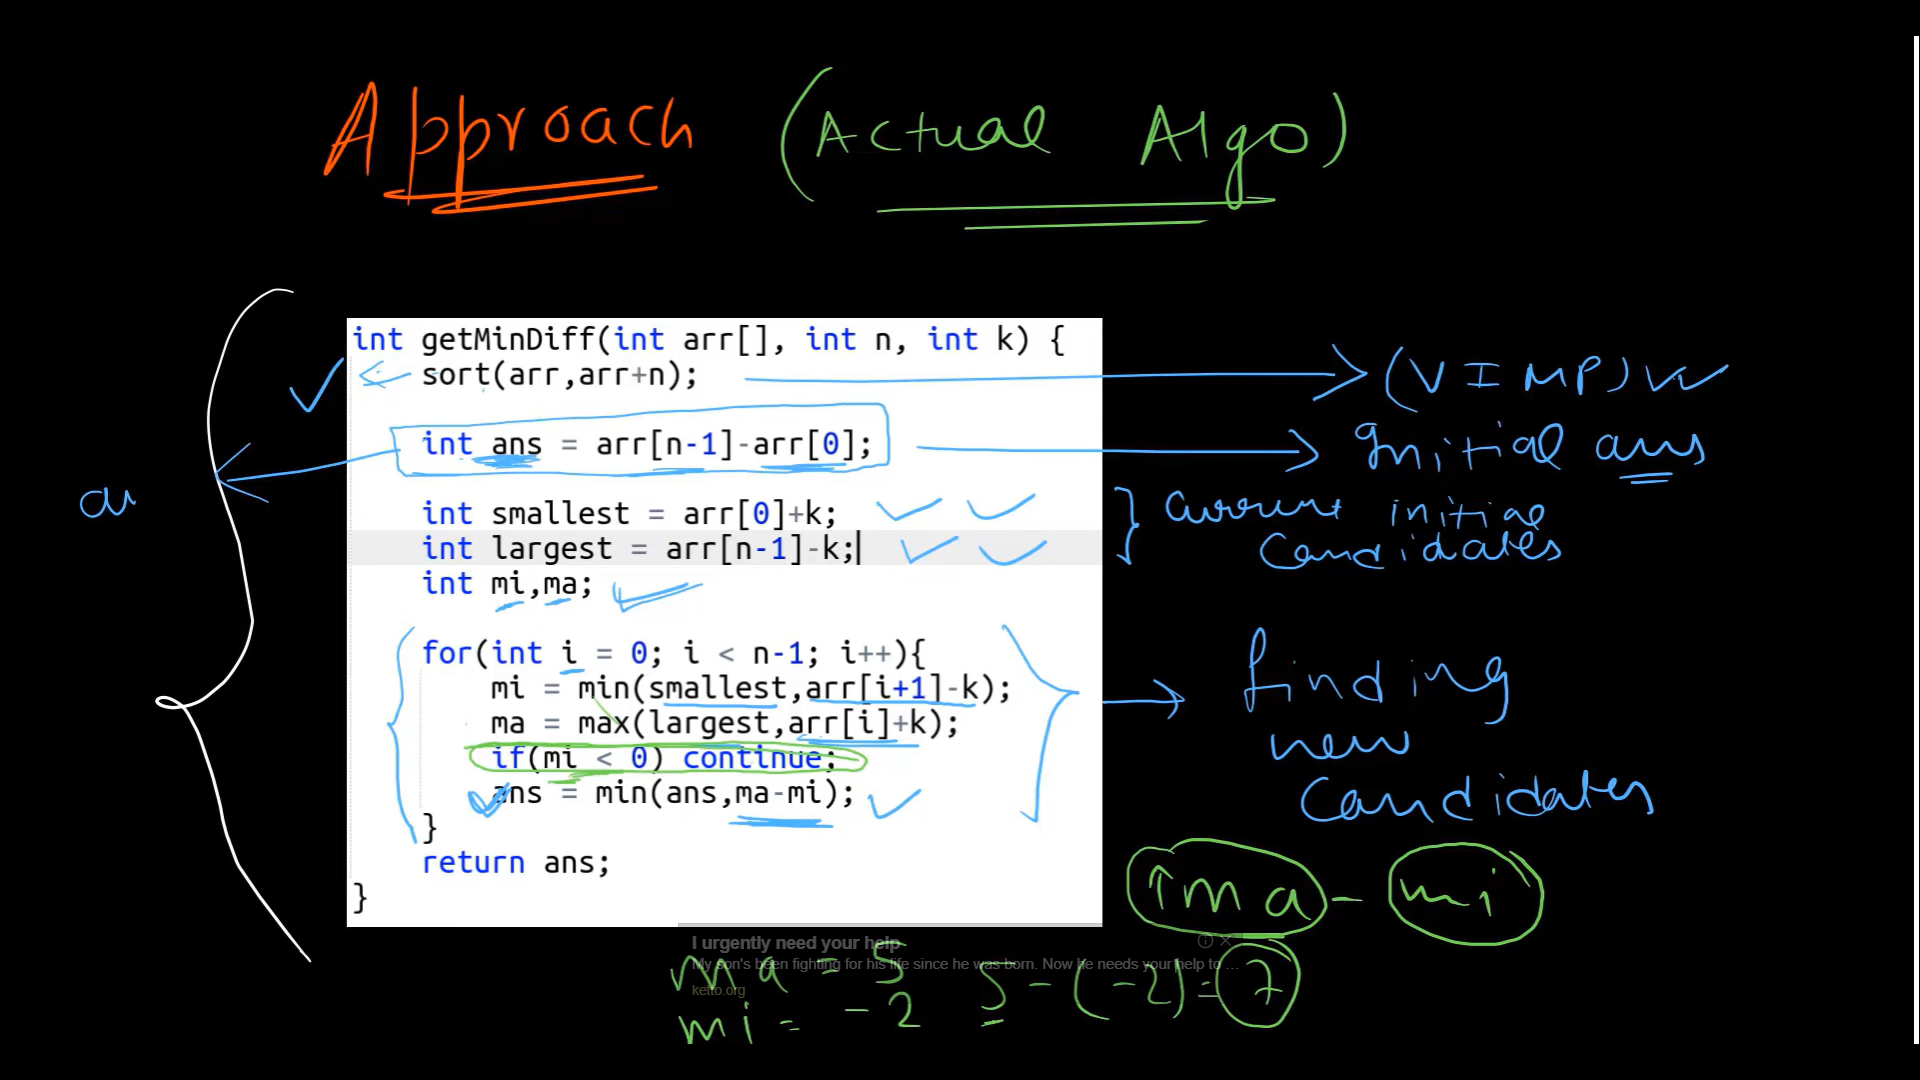 Approach (Actual Algo)
int getMinDiff(int arr[], int n, int k) {
sort(arr,arr+n);
(V IMP)
int ans = arr[n-1]-arr[0];
Initial ans
an
int smallest = arr[0]+k;
int largest = arr[n-1]-k;
Current initial
Candidates
int mi,ma;
for(int i = 0; i < n-1; i++){
mi = min(smallest,arr[i+1]-k);
ma = max(largest,arr[i]+k);
if(mi < 0) continue;
ans = min(ans,ma-mi);
}
return ans;
}
finding
new
Candidates
↑ma - mi
I urgently need your help
My son's been fighting for his life since he was born. Now he needs your help to ...
ketto.org
ma = 5
mi = -2
5 - (-2) = 7